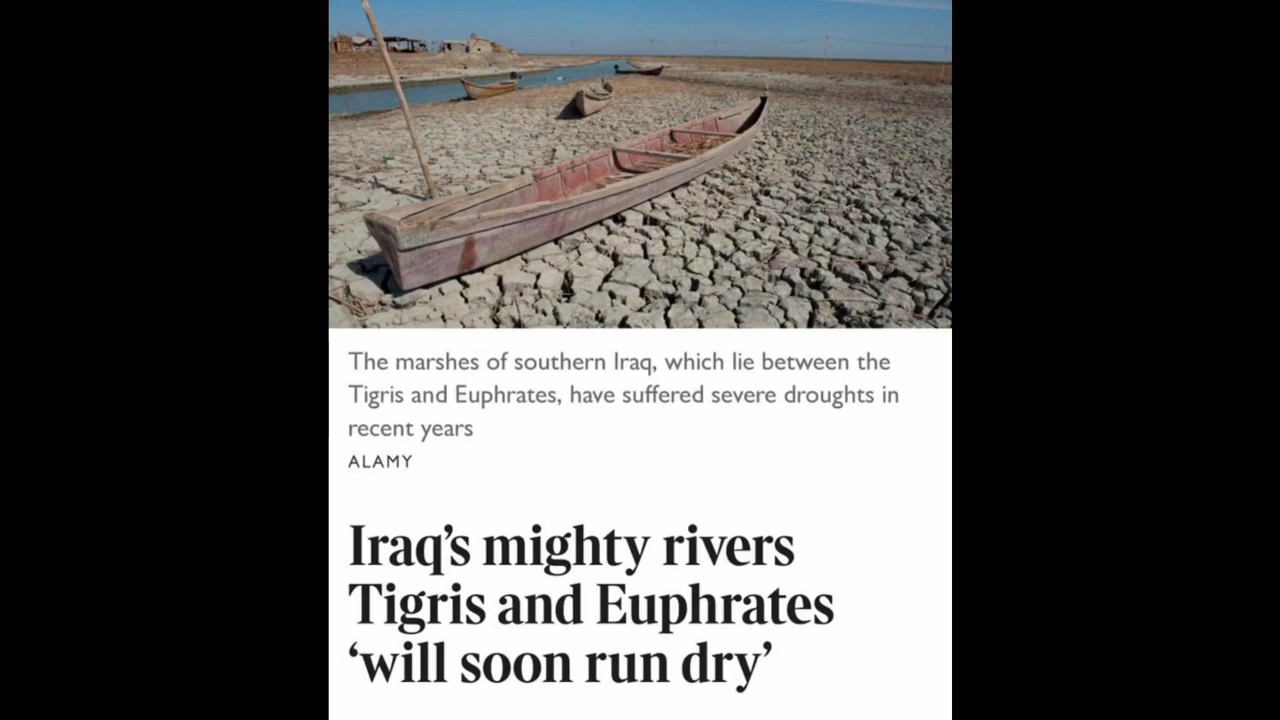 The marshes of southern Iraq, which lie between the
Tigris and Euphrates, have suffered severe droughts in
recent years
ALAMY
Iraq’s mighty rivers
Tigris and Euphrates
‘will soon run dry’